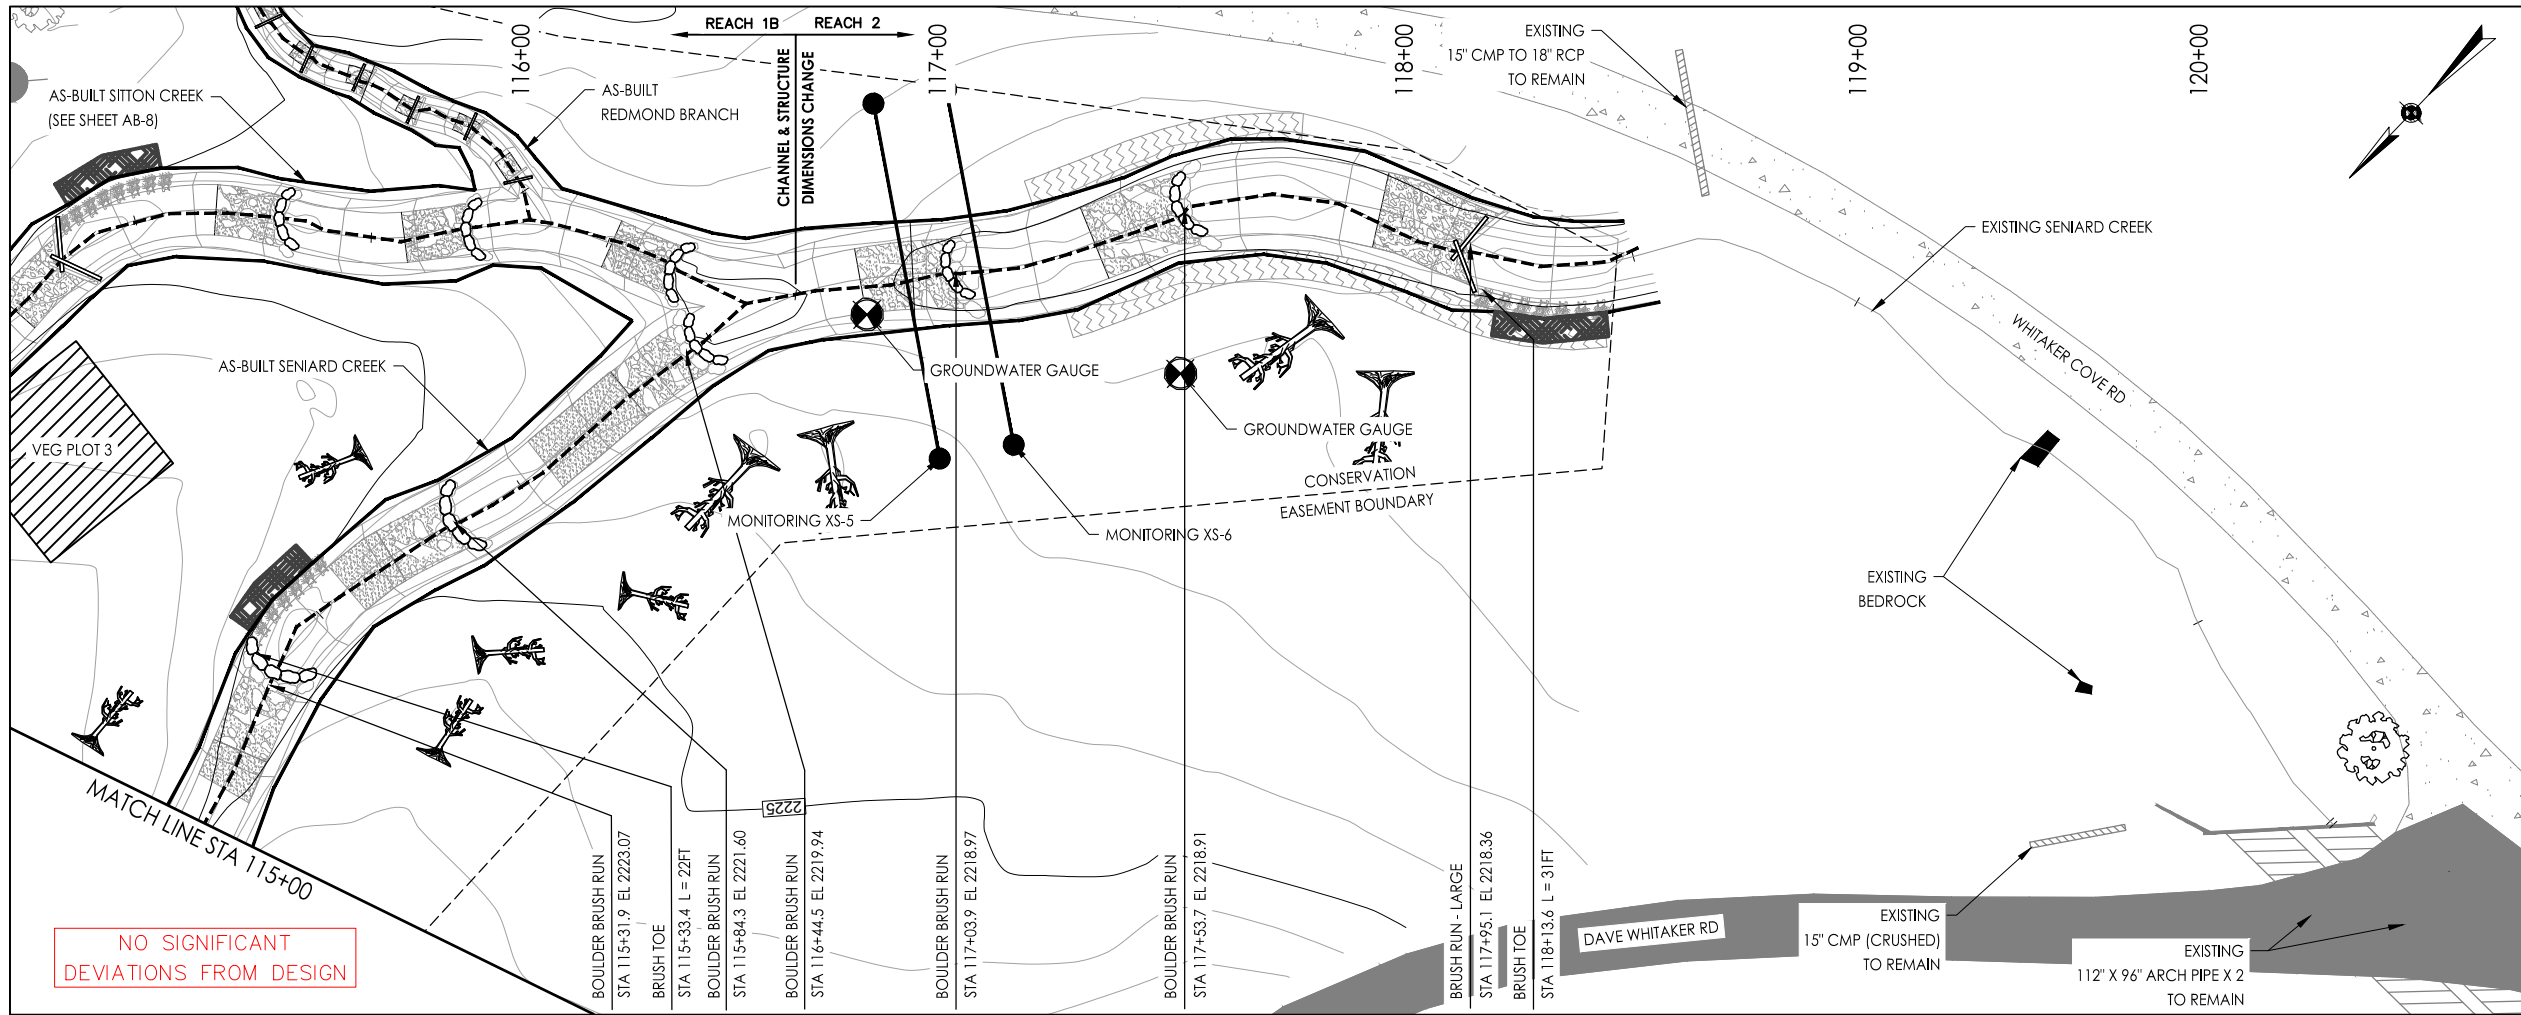 REACH 1B
REACH 2
116+00
117+00
118+00
119+00
120+00
CHANNEL & STRUCTURE
DIMENSIONS CHANGE
AS-BUILT SITTON CREEK
(SEE SHEET AB-8)
AS-BUILT
REDMOND BRANCH
EXISTING
15" CMP TO 18" RCP
TO REMAIN
EXISTING SENIARD CREEK
WHITAKER COVE RD
AS-BUILT SENIARD CREEK
GROUNDWATER GAUGE
GROUNDWATER GAUGE
VEG PLOT 3
CONSERVATION
EASEMENT BOUNDARY
MONITORING XS-5
MONITORING XS-6
EXISTING
BEDROCK
MATCH LINE STA 115+00
2225
NO SIGNIFICANT
DEVIATIONS FROM DESIGN
BOULDER BRUSH RUN
STA 115+31.9 EL 2223.07
BRUSH TOE
STA 115+33.4 L = 22FT
BOULDER BRUSH RUN
STA 115+84.3 EL 2221.60
BOULDER BRUSH RUN
STA 116+44.5 EL 2219.94
BOULDER BRUSH RUN
STA 117+03.9 EL 2218.97
BOULDER BRUSH RUN
STA 117+53.7 EL 2218.91
BRUSH RUN - LARGE
STA 117+95.1 EL 2218.36
BRUSH TOE
STA 118+13.6 L = 31FT
DAVE WHITAKER RD
EXISTING
15" CMP (CRUSHED)
TO REMAIN
EXISTING
112" X 96" ARCH PIPE X 2
TO REMAIN